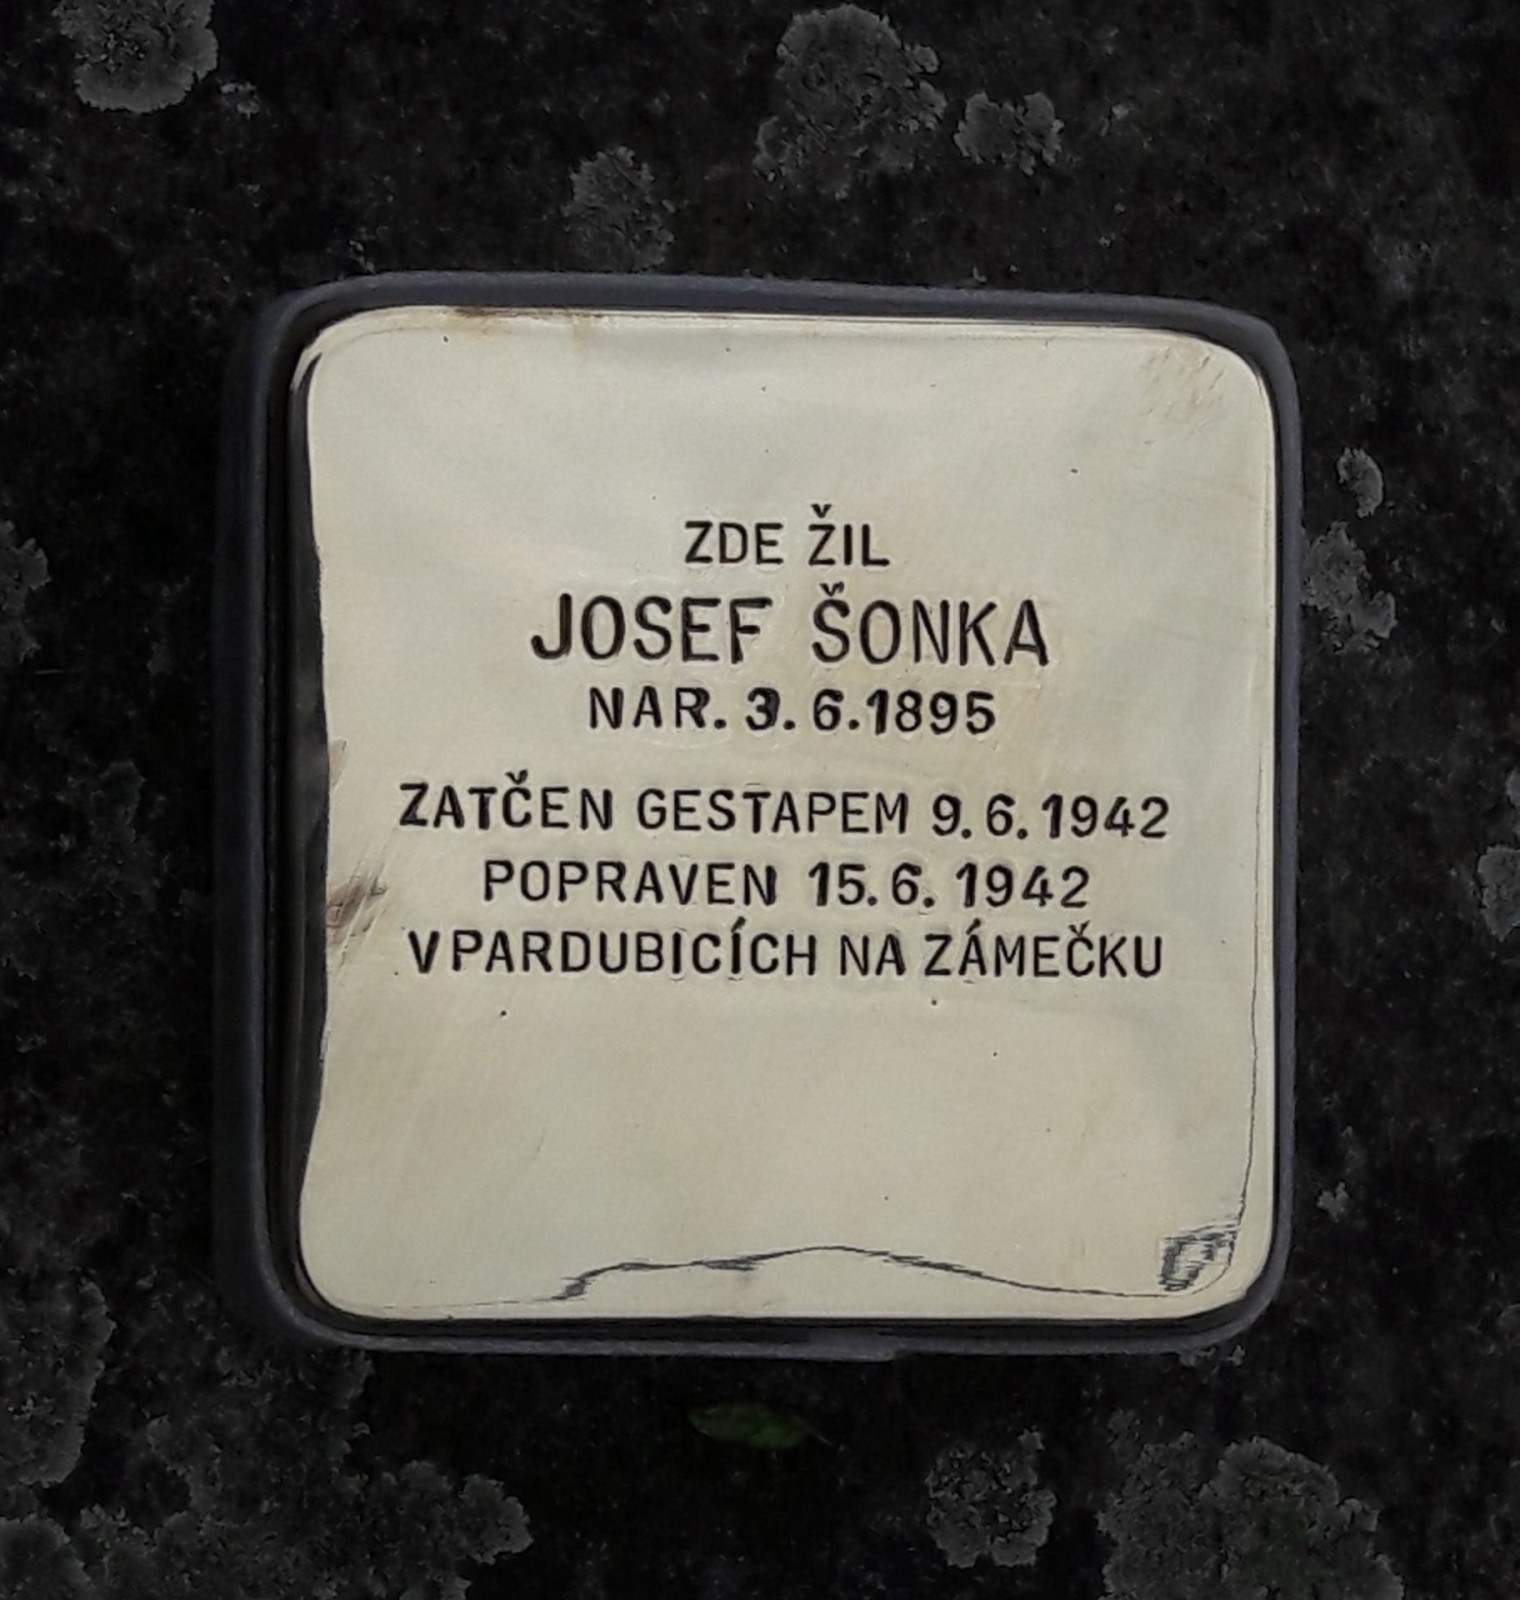 ZDE ŽIL
JOSEF ŠONKA
NAR. 3.6.1895
ZATČEN GESTAPEM 9.6.1942
POPRAVEN 15.6.1942
V PARDUBICÍCH NA ZÁMEČKU